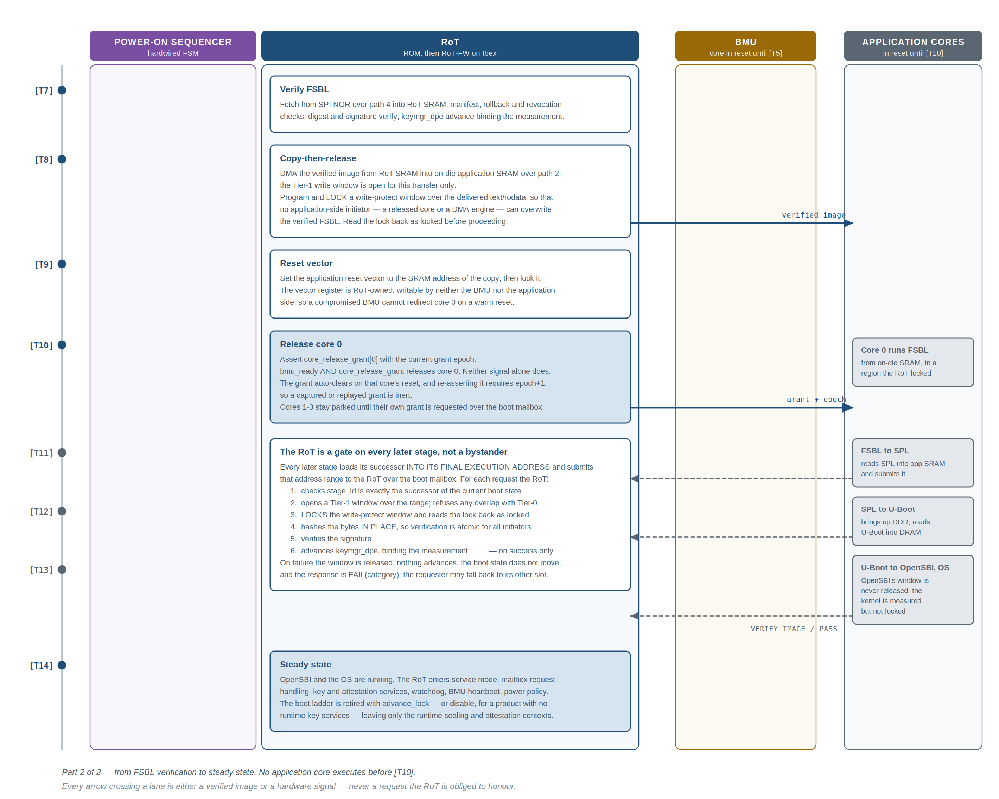 POWER-ON SEQUENCER
hardwired FSM
RoT
ROM, then RoT-FW on Ibex
BMU
core in reset until [T5]
APPLICATION CORES
in reset until [T10]
[T7]
Verify FSBL
Fetch from SPI NOR over path 4 into RoT SRAM; manifest, rollback and revocation
checks; digest and signature verify; keymgr_dpe advance binding the measurement.
[T8]
Copy-then-release
DMA the verified image from RoT SRAM into on-die application SRAM over path 2;
the Tier-1 write window is open for this transfer only.
Program and LOCK a write-protect window over the delivered text/rodata, so that
no application-side initiator — a released core or a DMA engine — can overwrite
the verified FSBL. Read the lock back as locked before proceeding.
verified image
[T9]
Reset vector
Set the application reset vector to the SRAM address of the copy, then lock it.
The vector register is RoT-owned: writable by neither the BMU nor the application
side, so a compromised BMU cannot redirect core 0 on a warm reset.
[T10]
Release core 0
Assert core_release_grant[0] with the current grant epoch.
bmu_ready AND core_release_grant releases core 0. Neither signal alone does.
The grant auto-clears on that core's reset, and re-asserting it requires epoch+1,
so a captured or replayed grant is inert.
Cores 1-3 stay parked until their own grant is requested over the boot mailbox.
Core 0 runs FSBL
from on-die SRAM, in a
region the RoT locked
grant + epoch
[T11]
The RoT is a gate on every later stage, not a bystander
Every later stage loads its successor INTO ITS FINAL EXECUTION ADDRESS and submits
that address range to the RoT over the boot mailbox. For each request the RoT:
1. checks stage_id is exactly the successor of the current boot state
2. opens a Tier-1 window over the range; refuses any overlap with Tier-0
3. LOCKS the write-protect window and reads the lock back as locked
4. hashes the bytes IN PLACE, so verification is atomic for all initiators
5. verifies the signature
6. advances keymgr_dpe, binding the measurement — on success only
On failure the window is released, nothing advances, the boot state does not move,
and the response is FAIL(category); the requester may fall back to its other slot.
FSBL to SPL
reads SPL into app SRAM
and submits it
[T12]
SPL to U-Boot
brings up DDR; reads
U-Boot into DRAM
[T13]
U-Boot to OpenSBI, OS
OpenSBI's window is
never released; the
kernel is measured
but not locked
VERIFY_IMAGE / PASS
[T14]
Steady state
OpenSBI and the OS are running. The RoT enters service mode: mailbox request
handling, key and attestation services, watchdog, BMU heartbeat, power policy.
The boot ladder is retired with advance_lock — or disable, for a product with no
runtime key services — leaving only the runtime sealing and attestation contexts.
Part 2 of 2 — from FSBL verification to steady state. No application core executes before [T10].
Every arrow crossing a lane is either a verified image or a hardware signal — never a request the RoT is obliged to honour.